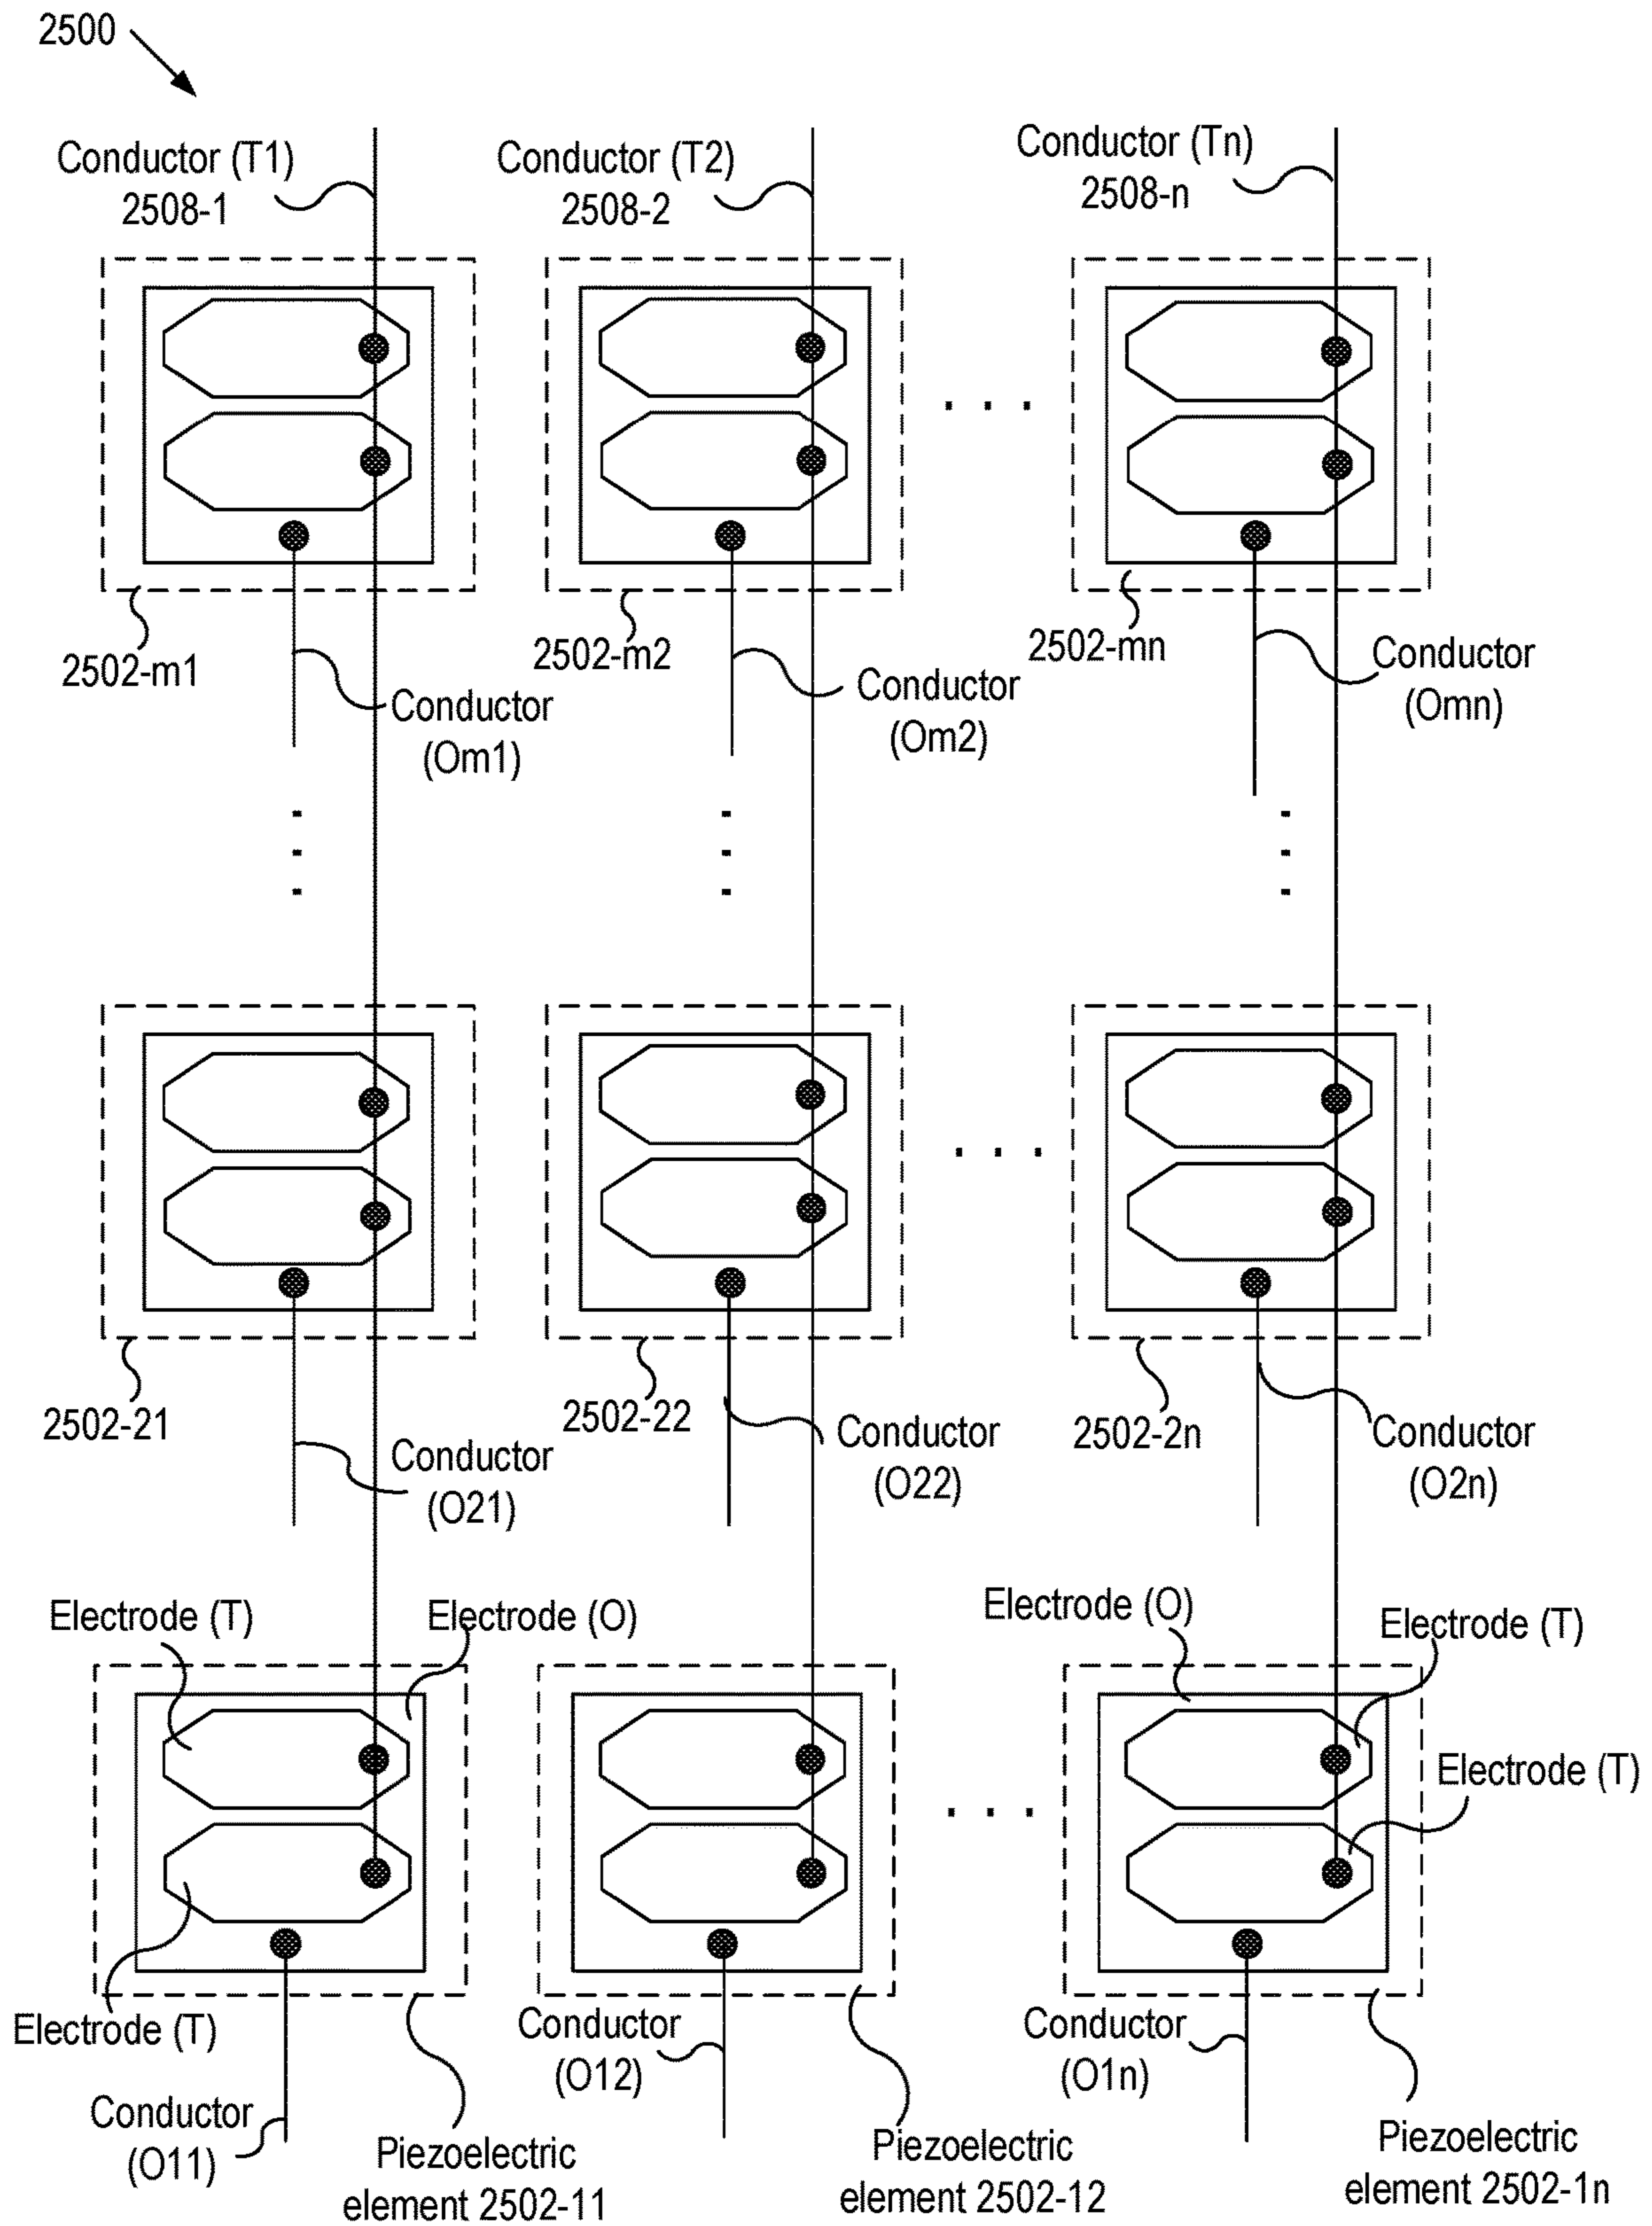 2500
Conductor (T1)
2508-1
Conductor (T2)
2508-2
Conductor (Tn)
2508-n
2502-m1
2502-m2
2502-mn
Conductor
(Om1)
Conductor
(Om2)
Conductor
(Omn)
2502-21
2502-22
2502-2n
Conductor
(O21)
Conductor
(O22)
Conductor
(O2n)
Electrode (T)
Electrode (O)
Electrode (O)
Electrode (T)
Electrode (T)
Electrode (T)
Conductor
(O11)
Conductor
(O12)
Conductor
(O1n)
Piezoelectric
element 2502-11
Piezoelectric
element 2502-12
Piezoelectric
element 2502-1n